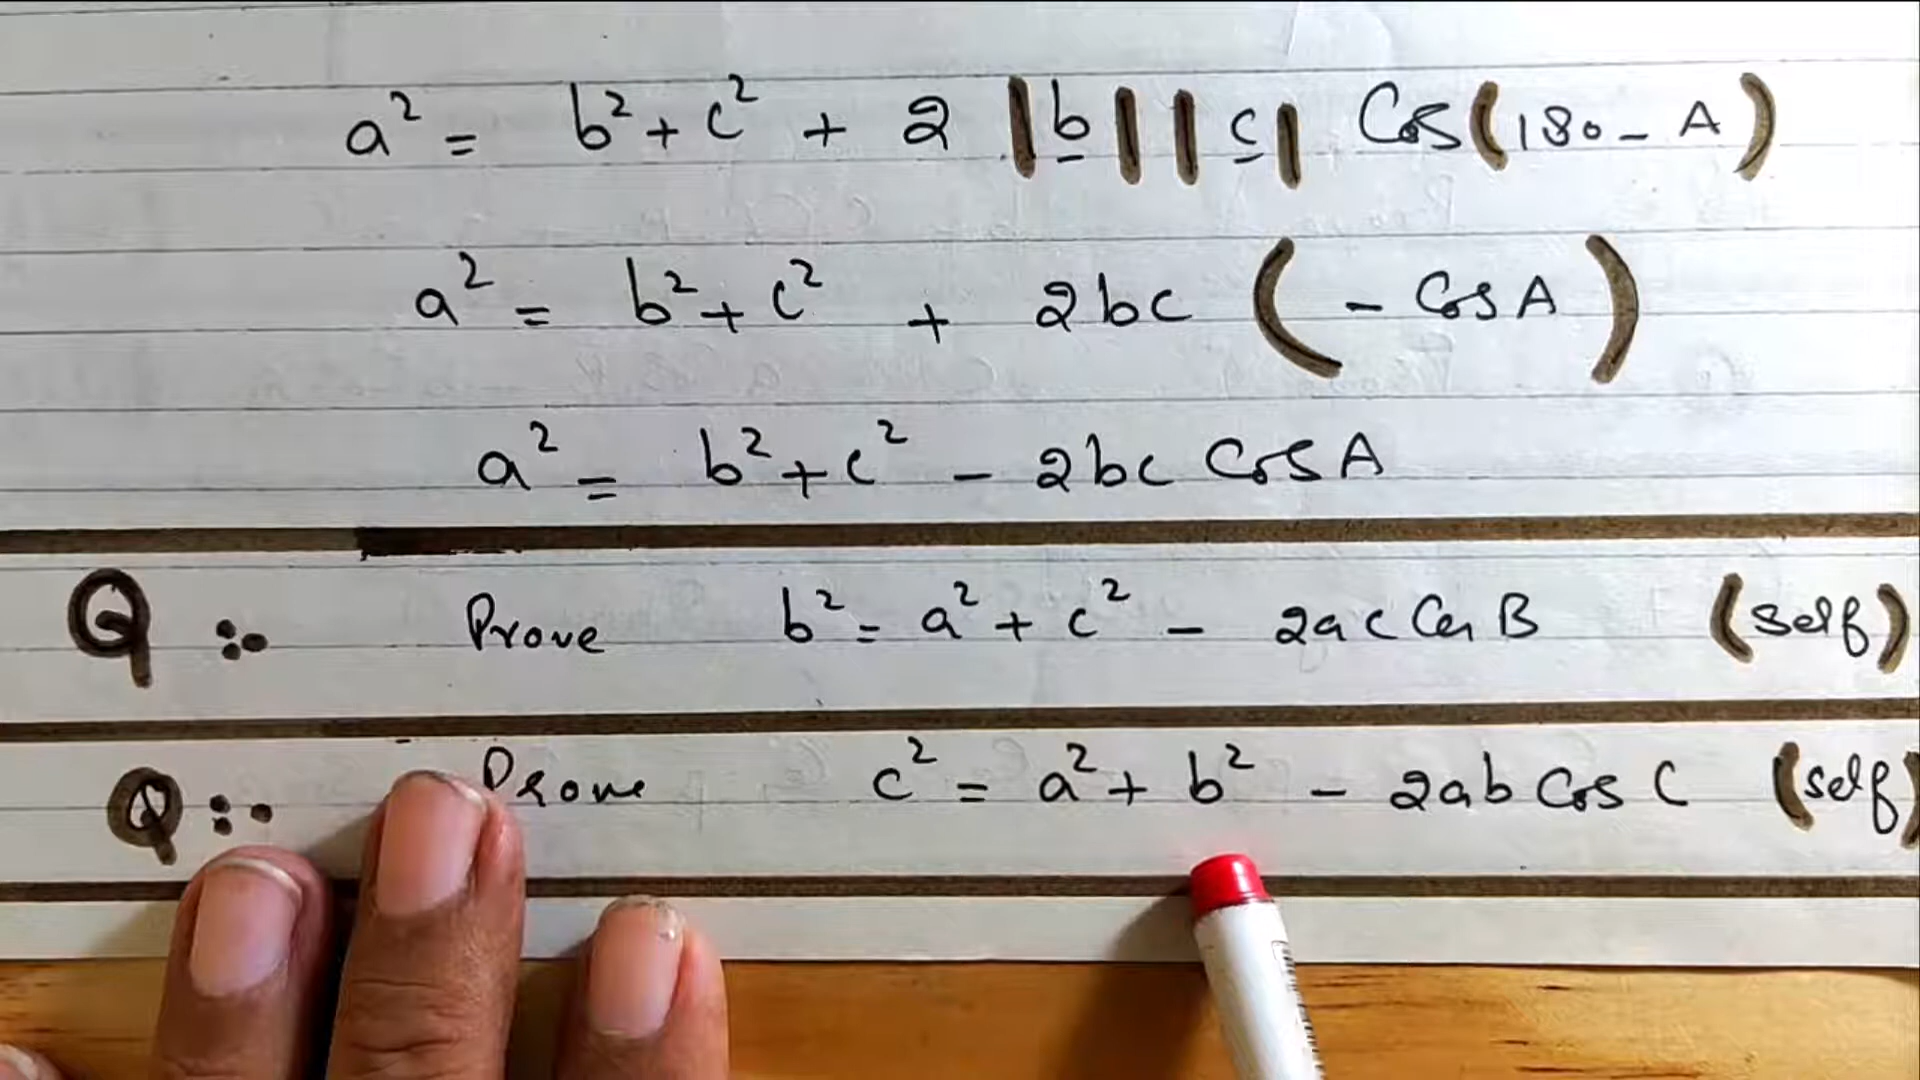 a² = b² + c² + 2 |b||c| Cos(180 - A)
a² = b² + c² + 2bc (- Cos A)
a² = b² + c² - 2bc Cos A
Q :- Prove b² = a² + c² - 2ac Cos B (self)
Q :- Prove c² = a² + b² - 2ab Cos C (self)